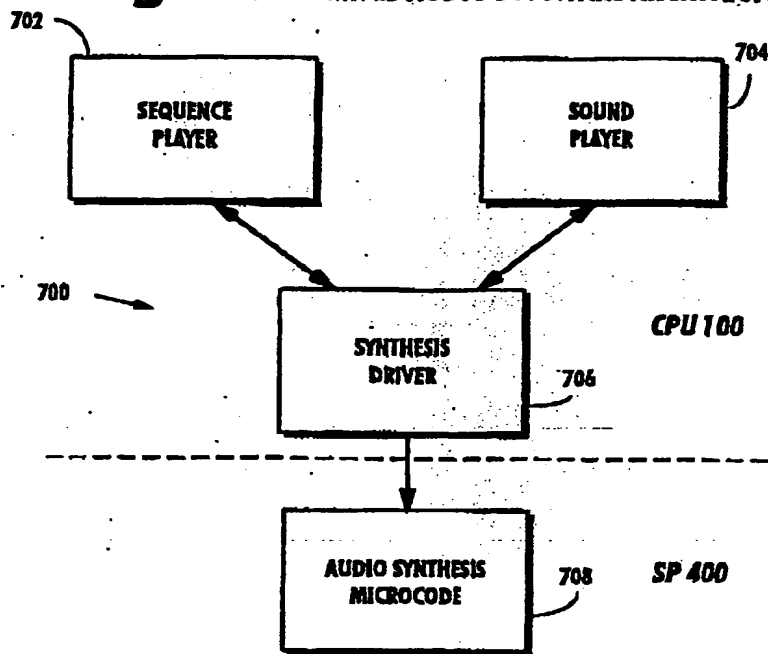 702
704
SEQUENCE
PLAYER
SOUND
PLAYER
700
CPU 100
SYNTHESIS
DRIVER
706
AUDIO SYNTHESIS
MICROCODE
708
SP 400